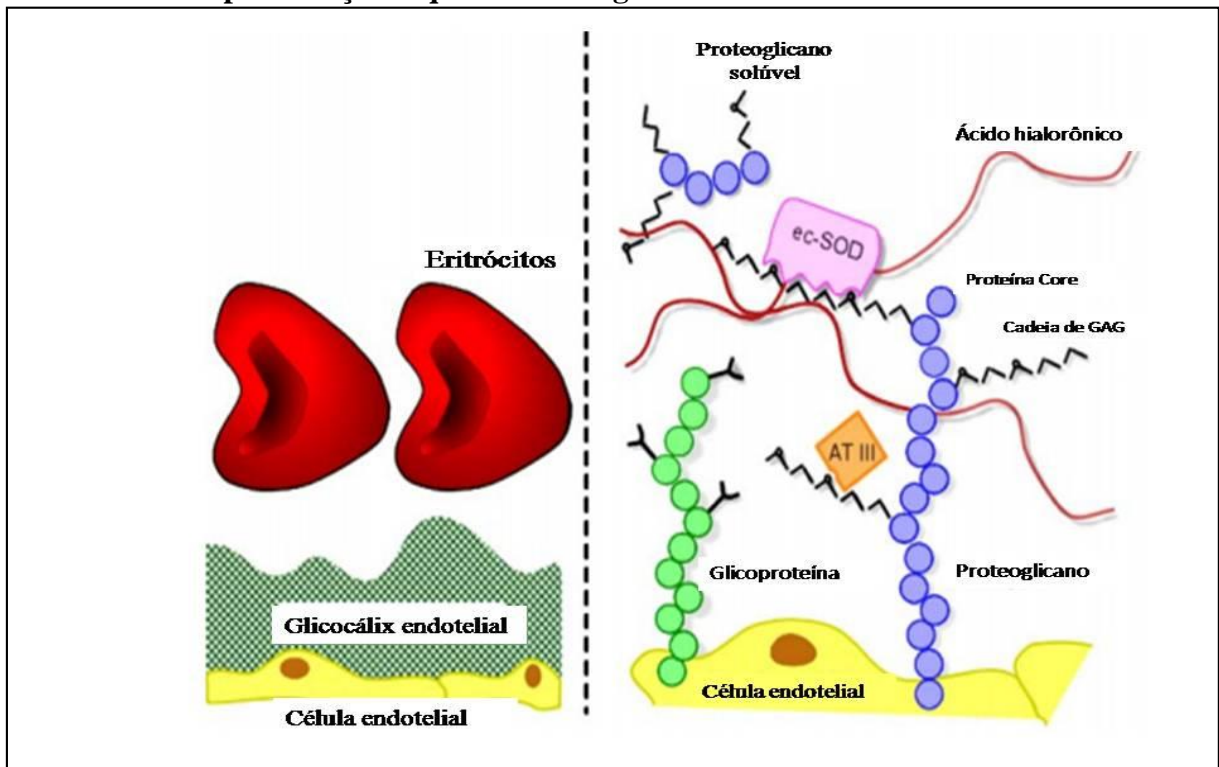 Proteoglicano
solúvel
Ácido hialorônico
ec-SOD
Eritrócitos
Proteína Core
Cadeia de GAG
AT III
Glicoproteína
Proteoglicano
Glicocálix endotelial
Célula endotelial
Célula endotelial